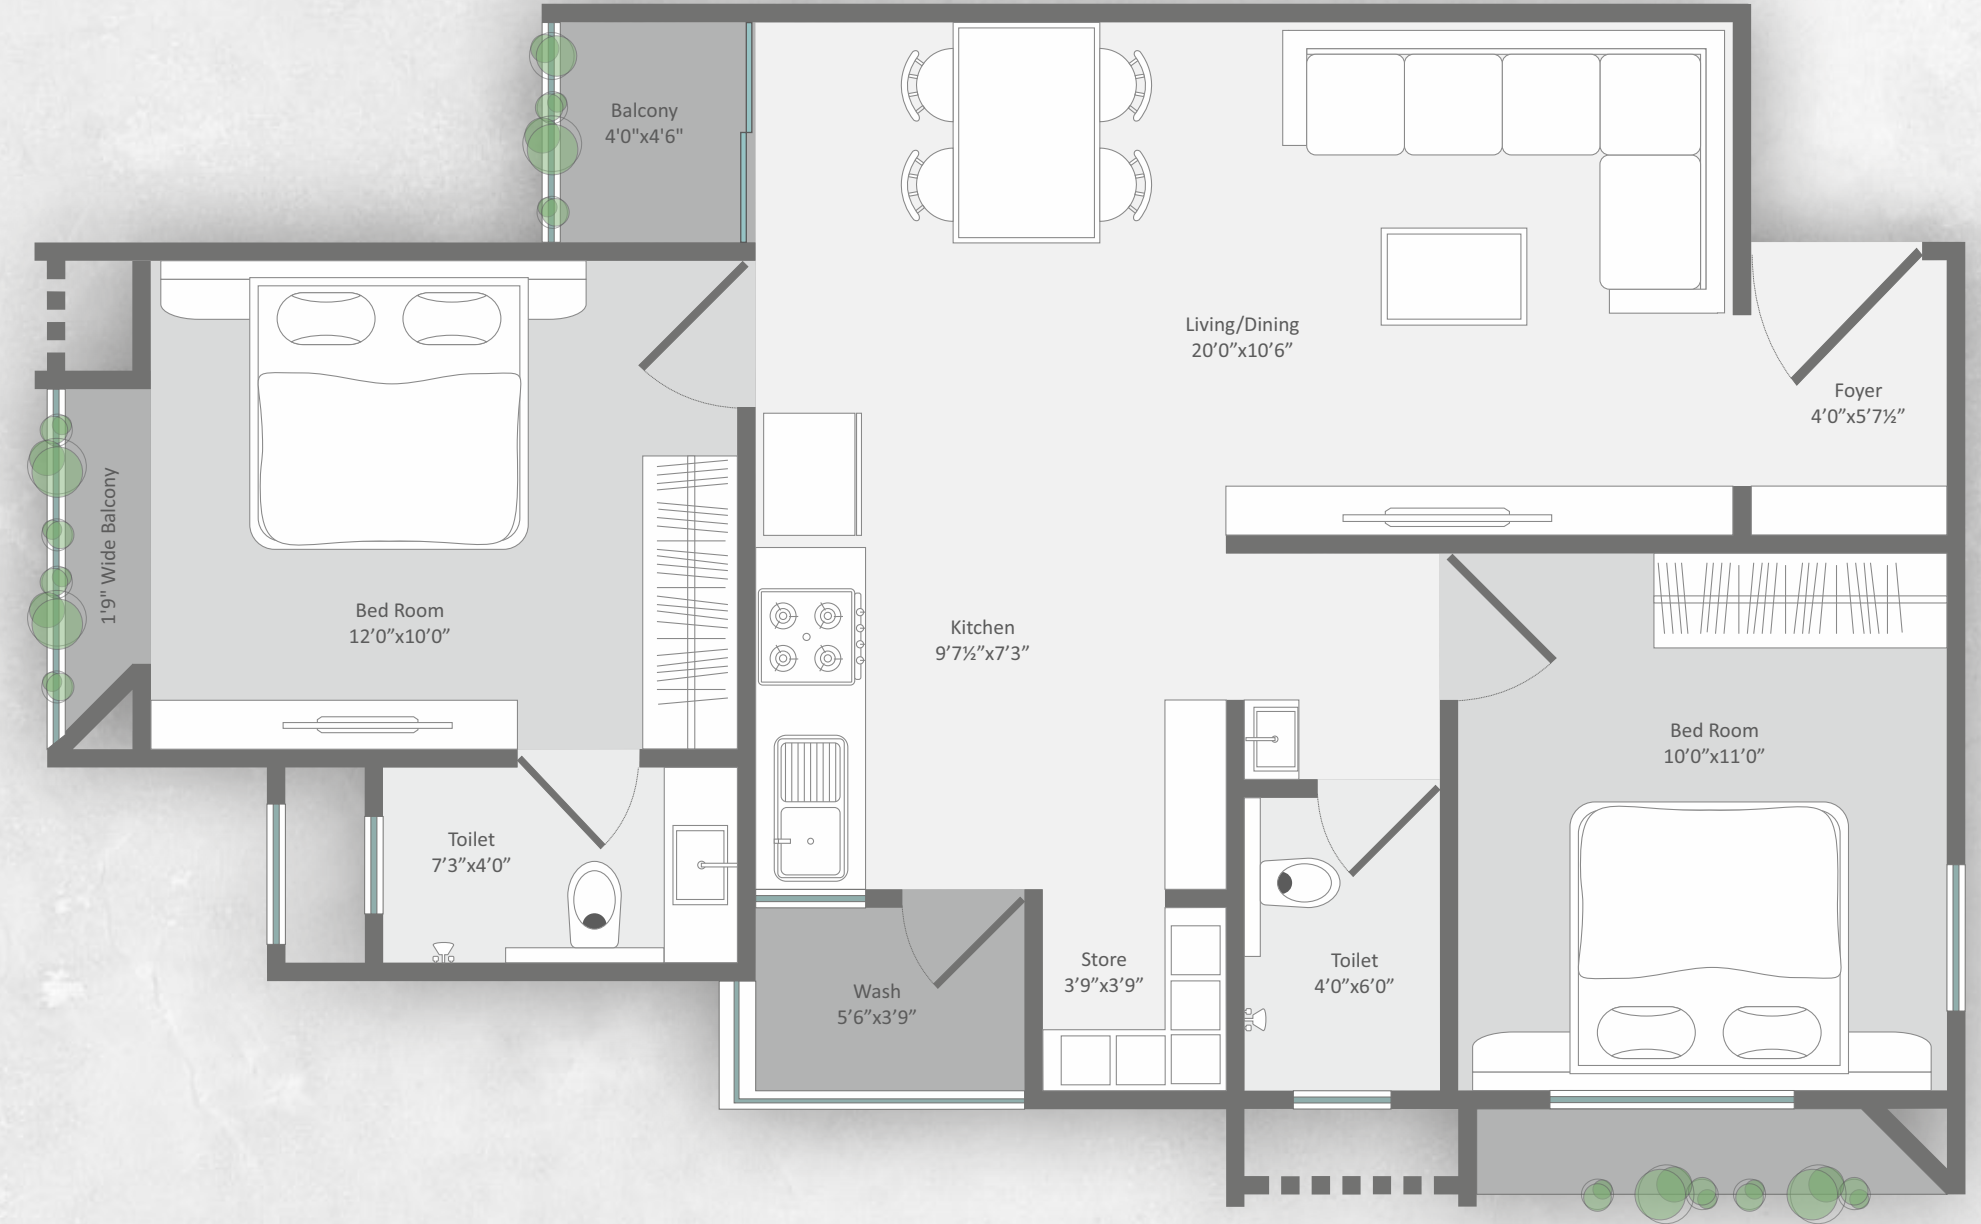 Balcony
4'0"x4'6"
Living/Dining
20’0”x10’6”
Foyer
4’0”x5’7½”
1'9" Wide Balcony
Bed Room
12’0”x10’0”
Kitchen
9’7½”x7’3”
Bed Room
10’0”x11’0”
Toilet
7’3”x4’0”
Wash
5’6”x3’9”
Store
3’9”x3’9”
Toilet
4’0”x6’0”